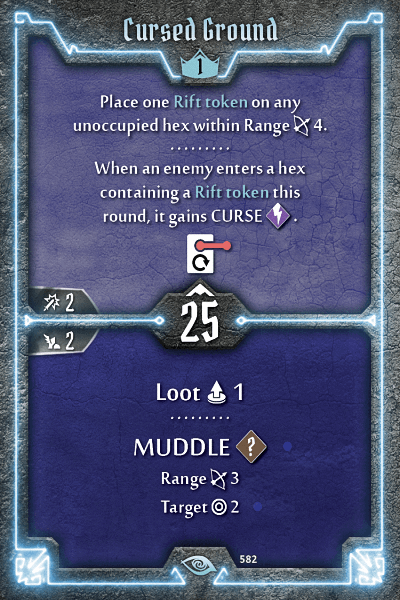 Cursed Ground
1
Place one Rift token on any
unoccupied hex within Range 4.
When an enemy enters a hex
containing a Rift token this
round, it gains CURSE .
2
25
2
Loot 1
MUDDLE ?
Range 3
Target 2
582